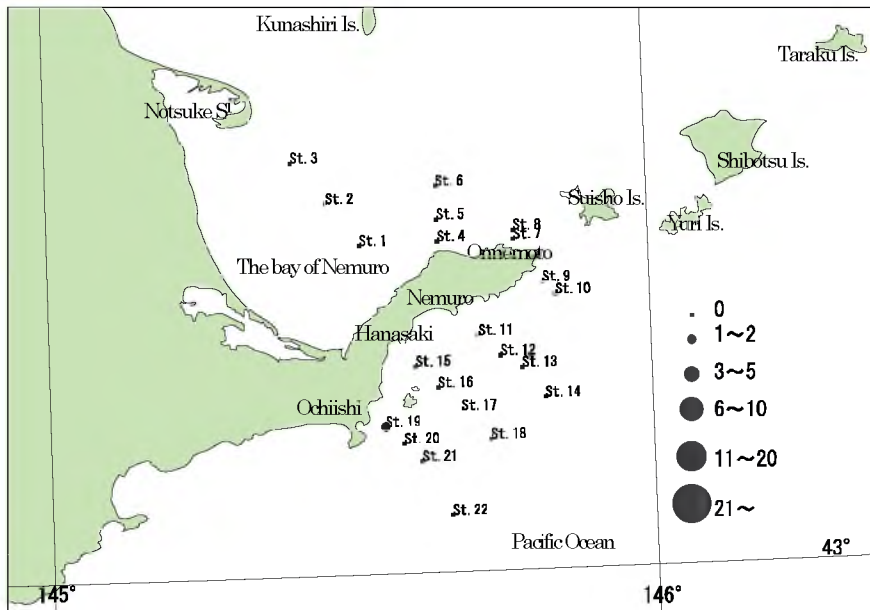 Kunashiri Is.
Taraku Is.
Notsuke St
Shibotsu Is.
St. 3
St. 6
St. 2
Suisho Is.
Yuri Is.
St. 5
St. 8
St. 4
St. 7
St. 1
Onnemoto
The bay of Nemuro
St. 9
St. 10
Nemuro
0
St. 11
Hanasaki
1～2
St. 12
St. 13
St. 15
3～5
St. 16
St. 14
Ochiishi
St. 17
6～10
St. 19
St. 18
St. 20
St. 21
11～20
21～
St. 22
Pacific Ocean
43°
145°
146°